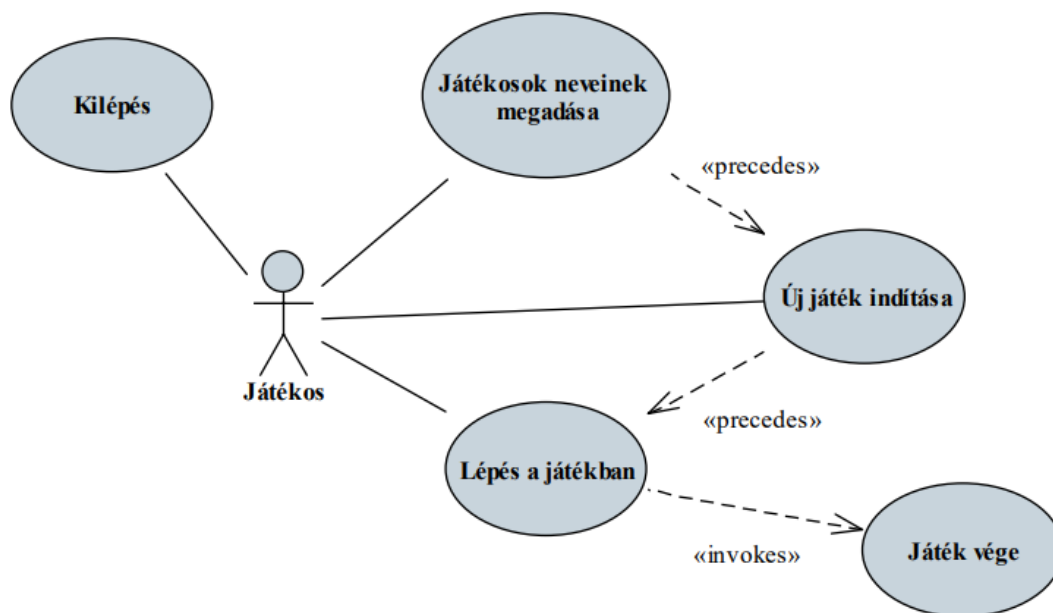 Kilépés
Játékosok neveinek
megadása
«precedes»
Új játék indítása
Játékos
«precedes»
Lépés a játékban
«invokes»
Játék vége